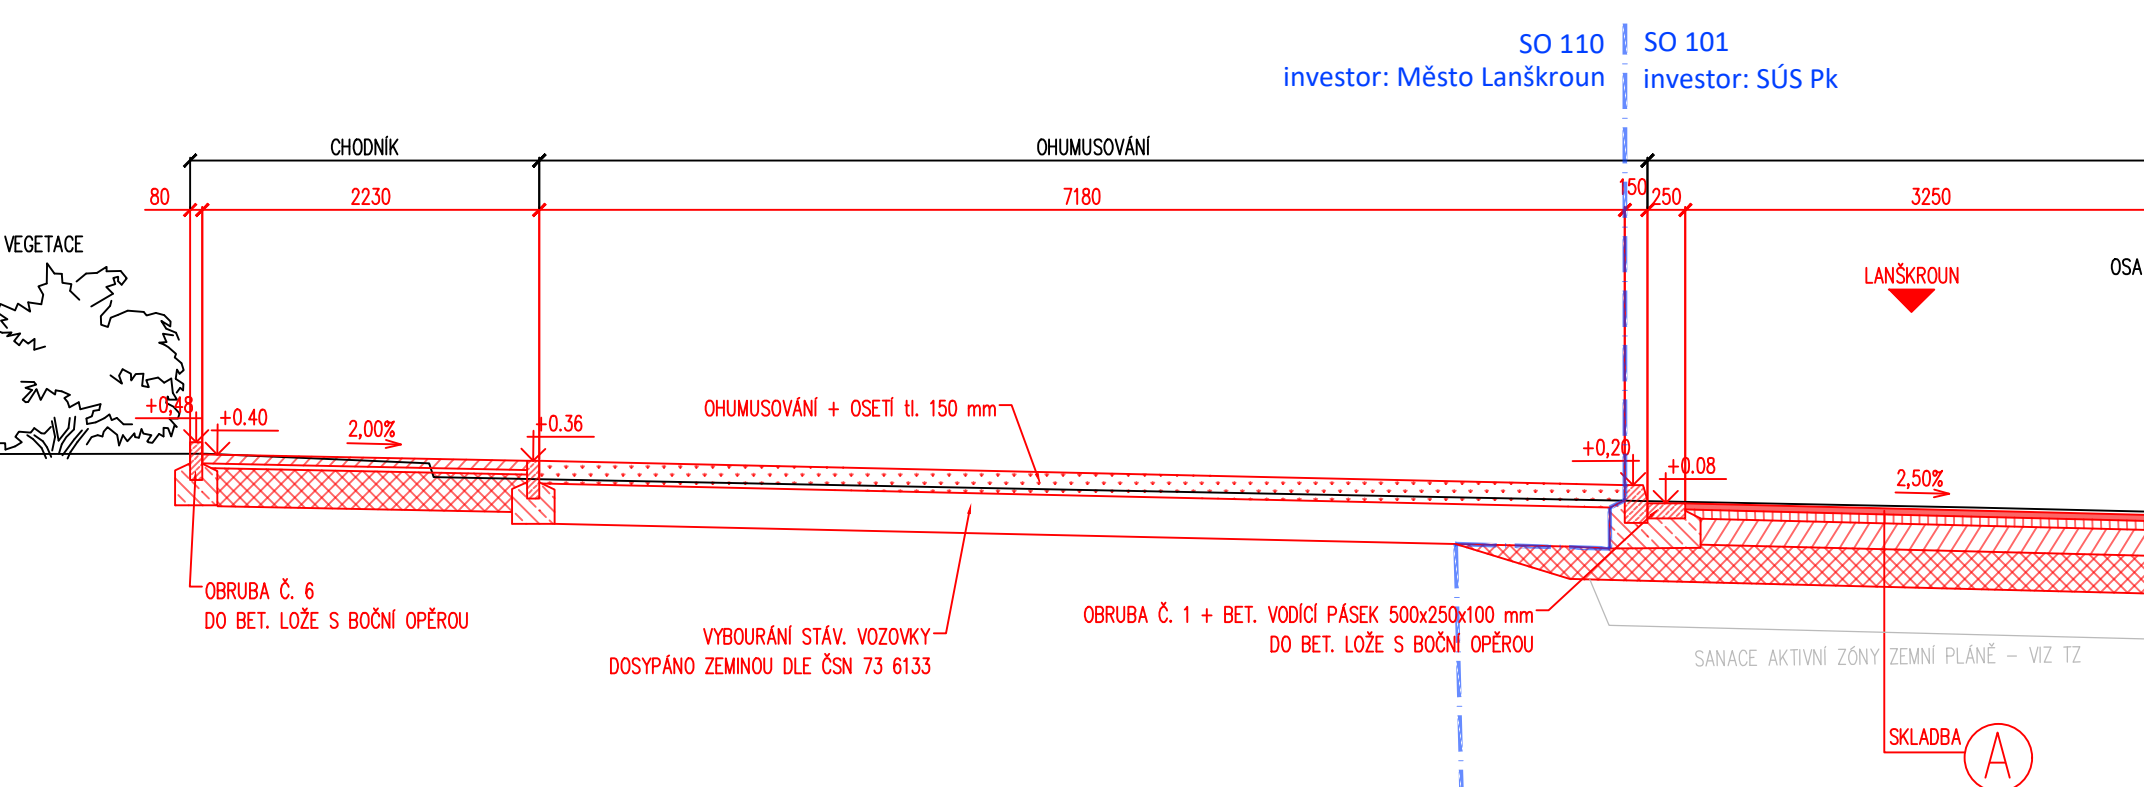 SO 110
SO 101
investor: Město Lanškroun
investor: SÚS Pk
CHODNÍK
OHUMUSOVÁNÍ
80
2230
7180
150
250
3250
VEGETACE
LANŠKROUN
OSA
+0,48
+0.40
2,00%
+0.36
OHUMUSOVÁNÍ + OSETÍ tl. 150 mm
+0,20
+0.08
2,50%
OBRUBA Č. 6
DO BET. LOŽE S BOČNÍ OPĚROU
VYBOURÁNÍ STÁV. VOZOVKY
DOSYPÁNO ZEMINOU DLE ČSN 73 6133
OBRUBA Č. 1 + BET. VODÍCÍ PÁSEK 500x250x100 mm
DO BET. LOŽE S BOČNÍ OPĚROU
SANACE AKTIVNÍ ZÓNY ZEMNÍ PLÁNĚ – VIZ TZ
SKLADBA
A